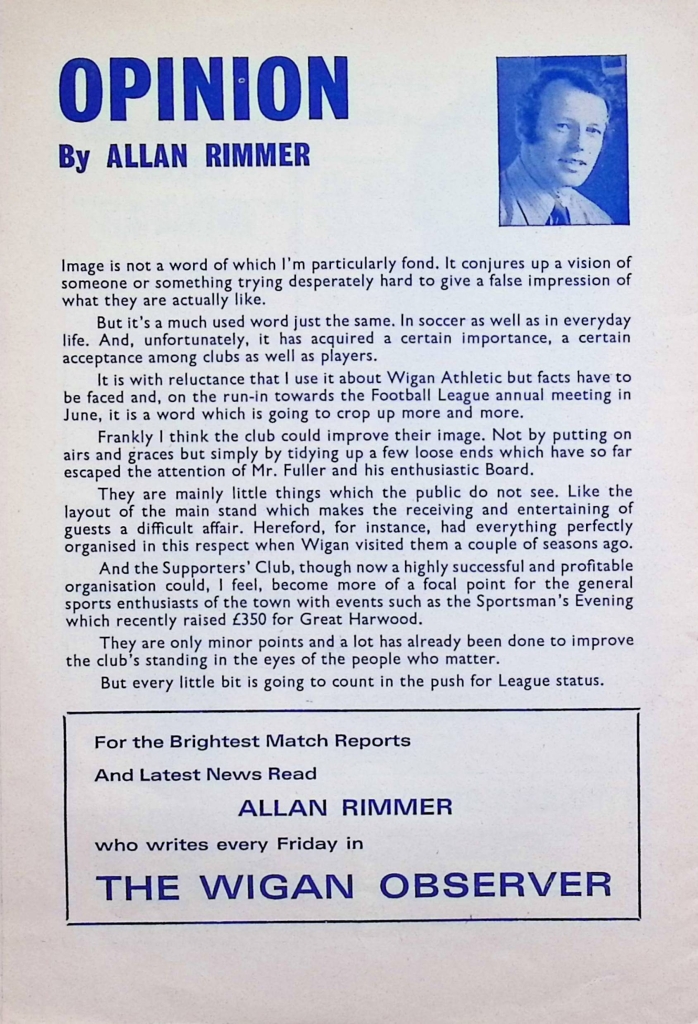 OPINION
By ALLAN RIMMER
Image is not a word of which I'm particularly fond. It conjures up a vision of
someone or something trying desperately hard to give a false impression of
what they are actually like.
But it's a much used word just the same. In soccer as well as in everyday
life. And, unfortunately, it has acquired a certain importance, a certain
acceptance among clubs as well as players.
It is with reluctance that I use it about Wigan Athletic but facts have to
be faced and, on the run-in towards the Football League annual meeting in
June, it is a word which is going to crop up more and more.
Frankly I think the club could improve their image. Not by putting on
airs and graces but simply by tidying up a few loose ends which have so far
escaped the attention of Mr. Fuller and his enthusiastic Board.
They are mainly little things which the public do not see. Like the
layout of the main stand which makes the receiving and entertaining of
guests a difficult affair. Hereford, for instance, had everything perfectly
organised in this respect when Wigan visited them a couple of seasons ago.
And the Supporters' Club, though now a highly successful and profitable
organisation could, I feel, become more of a focal point for the general
sports enthusiasts of the town with events such as the Sportsman's Evening
which recently raised £350 for Great Harwood.
They are only minor points and a lot has already been done to improve
the club's standing in the eyes of the people who matter.
But every little bit is going to count in the push for League status.
For the Brightest Match Reports
And Latest News Read
ALLAN RIMMER
who writes every Friday in
THE WIGAN OBSERVER